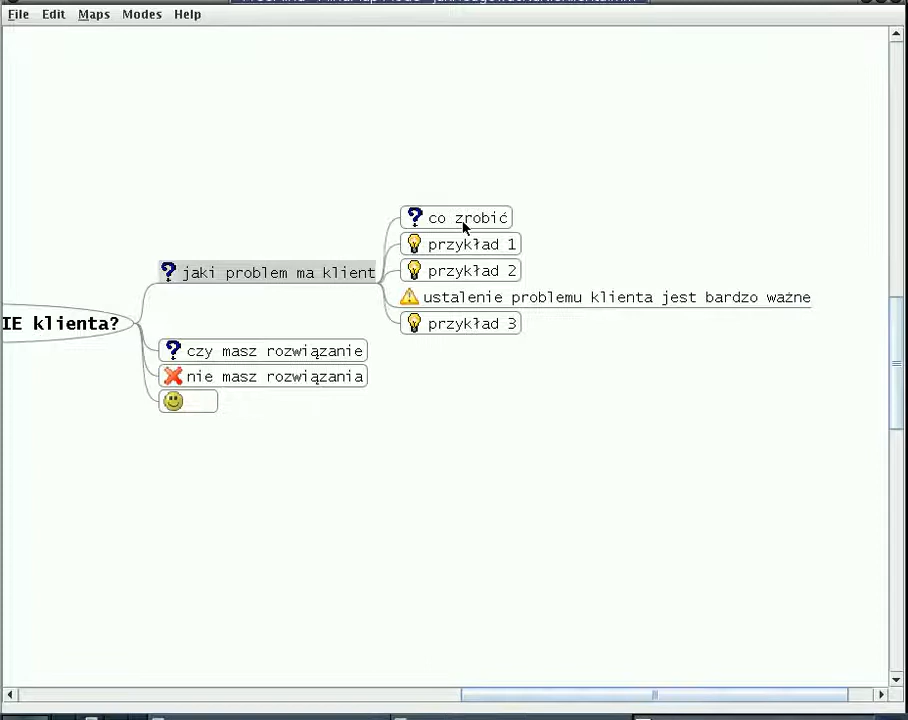 File Edit Maps Modes Help
co zrobić
przykład 1
jaki problem ma klient
przykład 2
ustalenie problemu klienta jest bardzo ważne
IE klienta?
przykład 3
czy masz rozwiązanie
nie masz rozwiązania